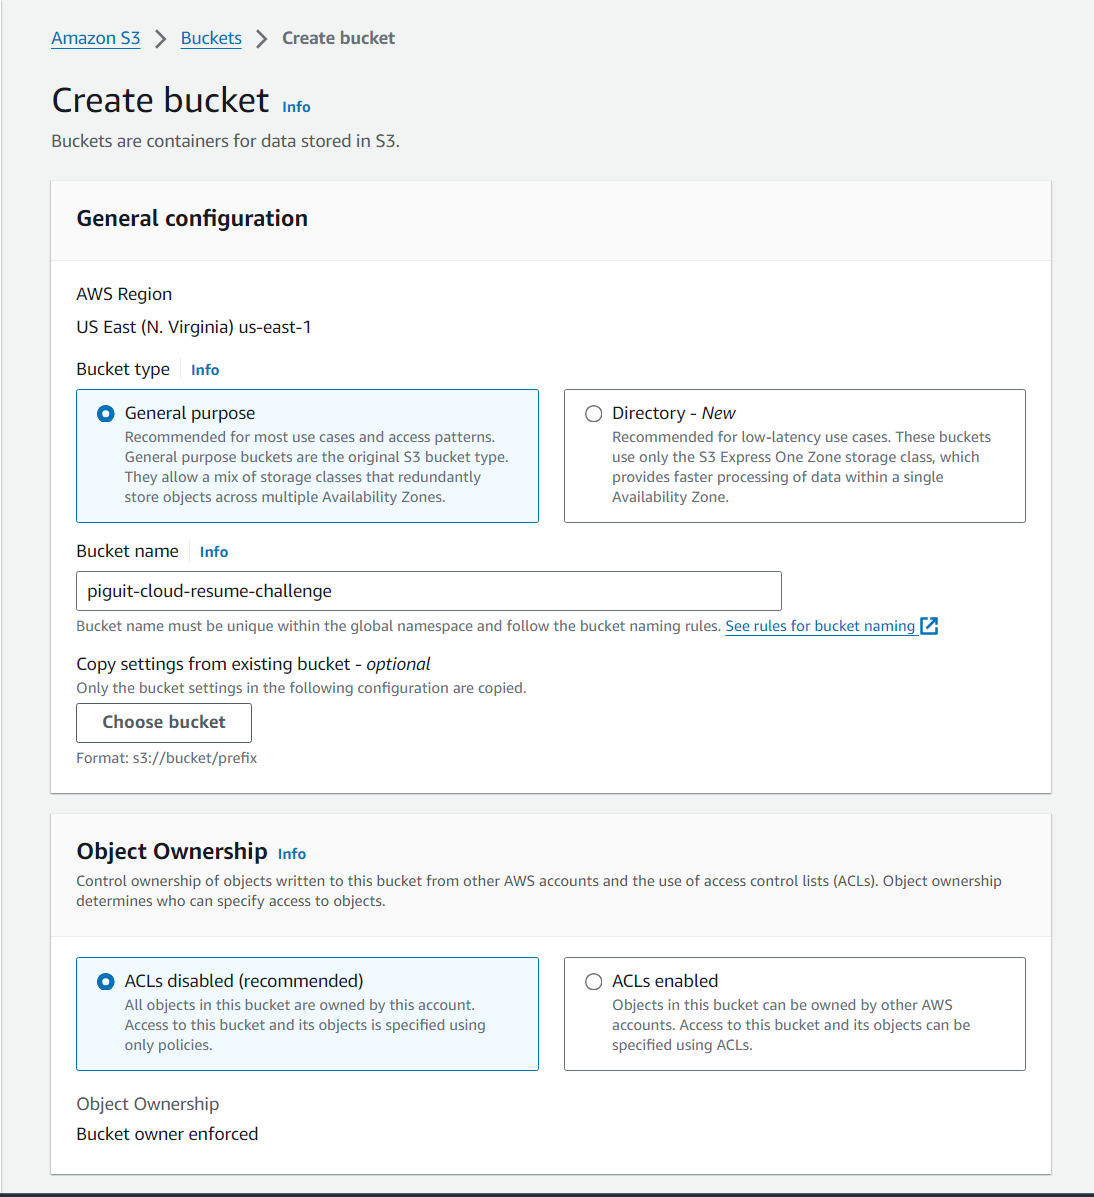 Amazon S3 > Buckets > Create bucket
Create bucket Info
Buckets are containers for data stored in S3.
General configuration
AWS Region
US East (N. Virginia) us-east-1
Bucket type Info
General purpose
Recommended for most use cases and access patterns.
General purpose buckets are the original S3 bucket type.
They allow a mix of storage classes that redundantly
store objects across multiple Availability Zones.
Directory - New
Recommended for low-latency use cases. These buckets
use only the S3 Express One Zone storage class, which
provides faster processing of data within a single
Availability Zone.
Bucket name Info
piguit-cloud-resume-challenge
Bucket name must be unique within the global namespace and follow the bucket naming rules. See rules for bucket naming
Copy settings from existing bucket - optional
Only the bucket settings in the following configuration are copied.
Choose bucket
Format: s3://bucket/prefix
Object Ownership Info
Control ownership of objects written to this bucket from other AWS accounts and the use of access control lists (ACLs). Object ownership
determines who can specify access to objects.
ACLs disabled (recommended)
All objects in this bucket are owned by this account.
Access to this bucket and its objects is specified using
only policies.
ACLs enabled
Objects in this bucket can be owned by other AWS
accounts. Access to this bucket and its objects can be
specified using ACLs.
Object Ownership
Bucket owner enforced